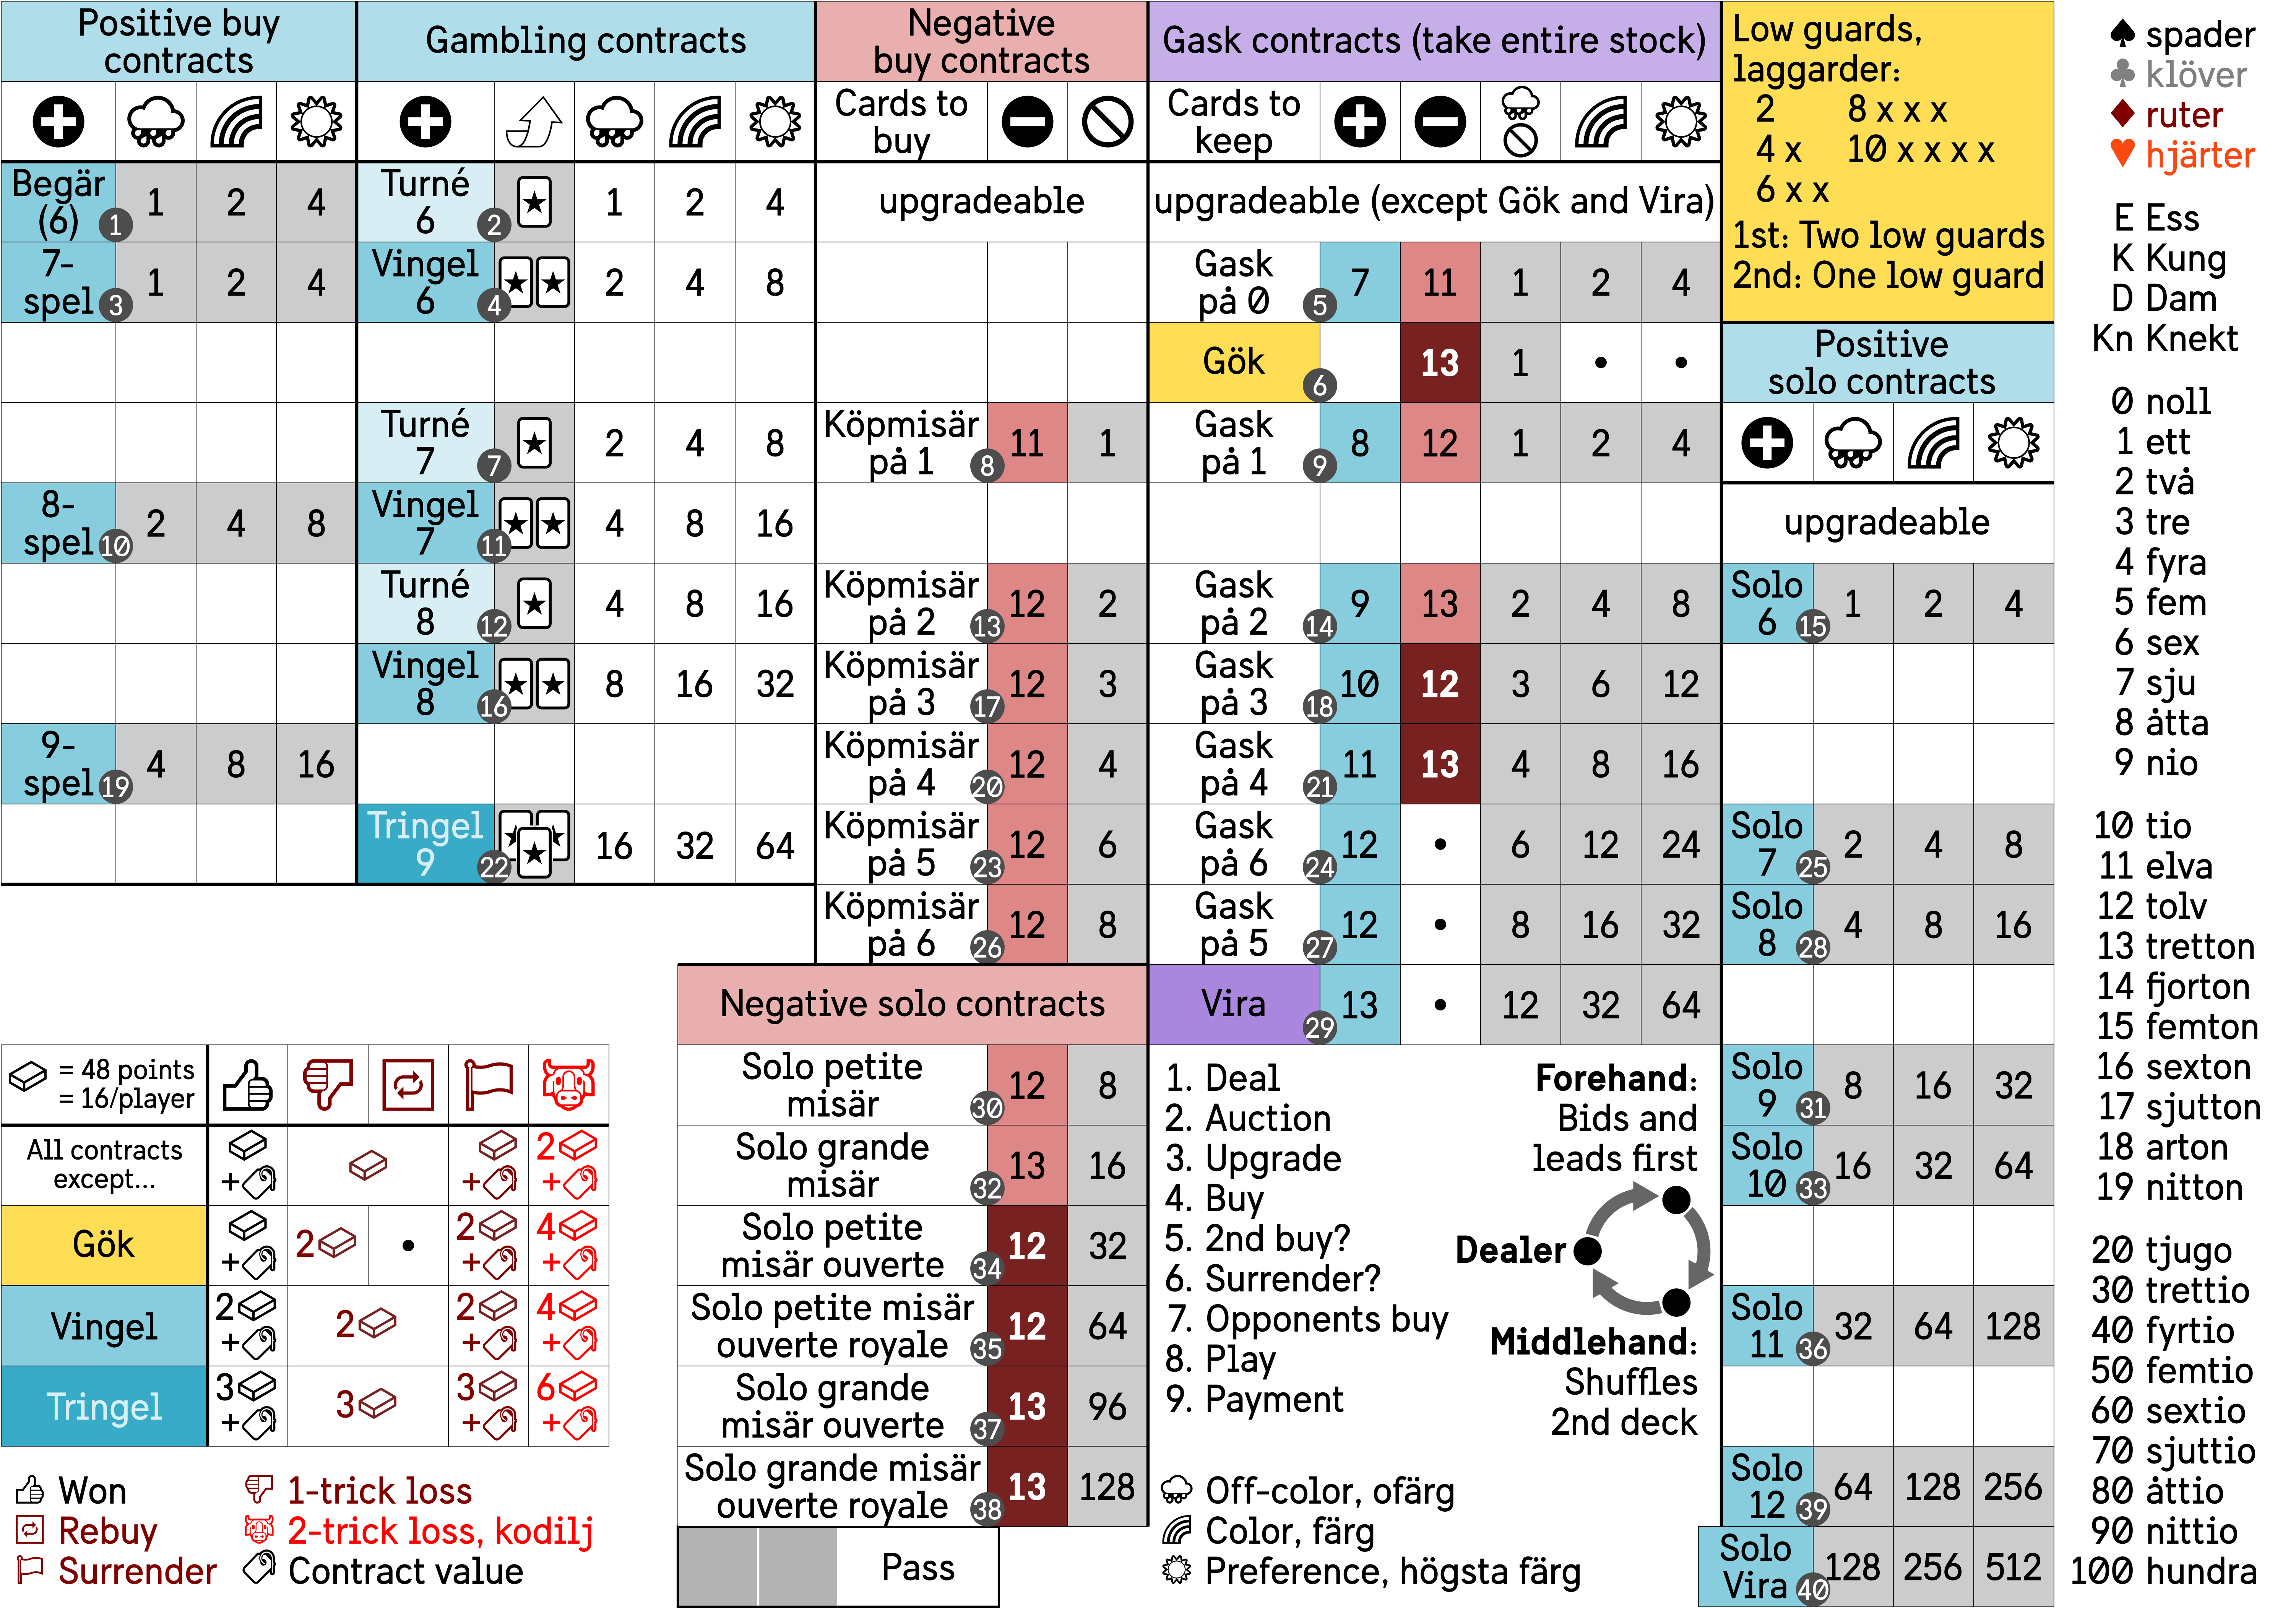 Positive buy
contracts
Gambling contracts
Negative
buy contracts
Gask contracts (take entire stock)
Low guards,
laggarder:
2 8 x x x
4 x 10 x x x x
6 x x
1st: Two low guards
2nd: One low guard
Cards to
buy
Cards to
keep
Begär
(6) 1 1 2 4
Turné
6 2 1 2 4
upgradeable
upgradeable (except Gök and Vira)
7-
spel 3 1 2 4
Vingel
6 4 2 4 8
Gask
på 0 5 7 11 1 2 4
Gök 6 13 1 • •
Positive
solo contracts
Turné
7 7 2 4 8
Köpmisär
på 1 8 11 1
Gask
på 1 9 8 12 1 2 4
8-
spel 10 2 4 8
Vingel
7 11 4 8 16
upgradeable
Turné
8 12 4 8 16
Köpmisär
på 2 13 12 2
Gask
på 2 14 9 13 2 4 8
Solo
6 15 1 2 4
Vingel
8 16 8 16 32
Köpmisär
på 3 17 12 3
Gask
på 3 18 10 12 3 6 12
9-
spel 19 4 8 16
Köpmisär
på 4 20 12 4
Gask
på 4 21 11 13 4 8 16
Tringel
9 22 16 32 64
Köpmisär
på 5 23 12 6
Gask
på 6 24 12 • 6 12 24
Solo
7 25 2 4 8
Köpmisär
på 6 26 12 8
Gask
på 5 27 12 • 8 16 32
Solo
8 28 4 8 16
Negative solo contracts
Vira 29 13 • 12 32 64
Solo petite
misär 30 12 8
Solo
9 31 8 16 32
Solo grande
misär 32 13 16
Solo
10 33 16 32 64
Solo petite
misär ouverte 34 12 32
Solo petite misär
ouverte royale 35 12 64
Solo
11 36 32 64 128
Solo grande
misär ouverte 37 13 96
Solo grande misär
ouverte royale 38 13 128
Solo
12 39 64 128 256
Pass
Solo
Vira 40 128 256 512
= 48 points
= 16/player
All contracts
except...
+ + 2 +
Gök + 2 • 2 + 4 +
Vingel 2 + 2 2 + 4 +
Tringel 3 + 3 3 + 6 +
Won
Rebuy
Surrender
1-trick loss
2-trick loss, kodilj
Contract value
1. Deal
2. Auction
3. Upgrade
4. Buy
5. 2nd buy?
6. Surrender?
7. Opponents buy
8. Play
9. Payment
Forehand:
Bids and
leads first
Dealer
Middlehand:
Shuffles
2nd deck
Off-color, ofärg
Color, färg
Preference, högsta färg
♠ spader
♣ klöver
♦ ruter
♥ hjärter
E Ess
K Kung
D Dam
Kn Knekt
0 noll
1 ett
2 två
3 tre
4 fyra
5 fem
6 sex
7 sju
8 åtta
9 nio
10 tio
11 elva
12 tolv
13 tretton
14 fjorton
15 femton
16 sexton
17 sjutton
18 arton
19 nitton
20 tjugo
30 trettio
40 fyrtio
50 femtio
60 sextio
70 sjuttio
80 åttio
90 nittio
100 hundra